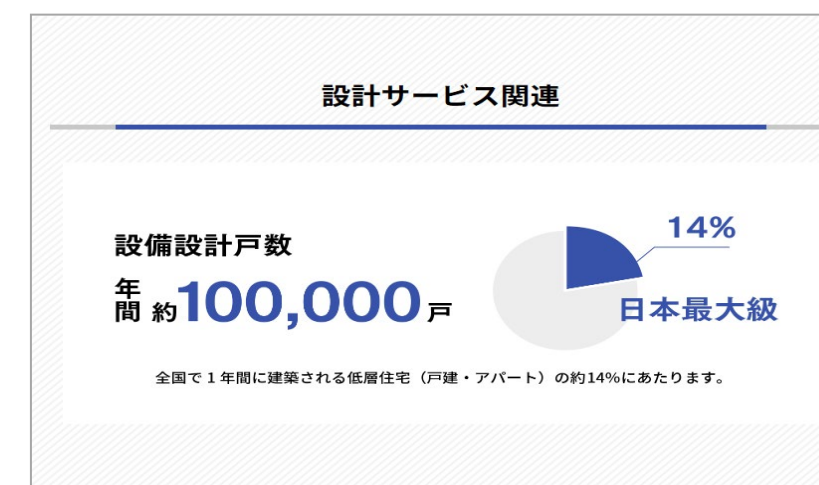 設計サービス関連
設備設計戸数
年間 約100,000戸
14%
日本最大級
全国で1年間に建築される低層住宅（戸建・アパート）の約14%にあたります。